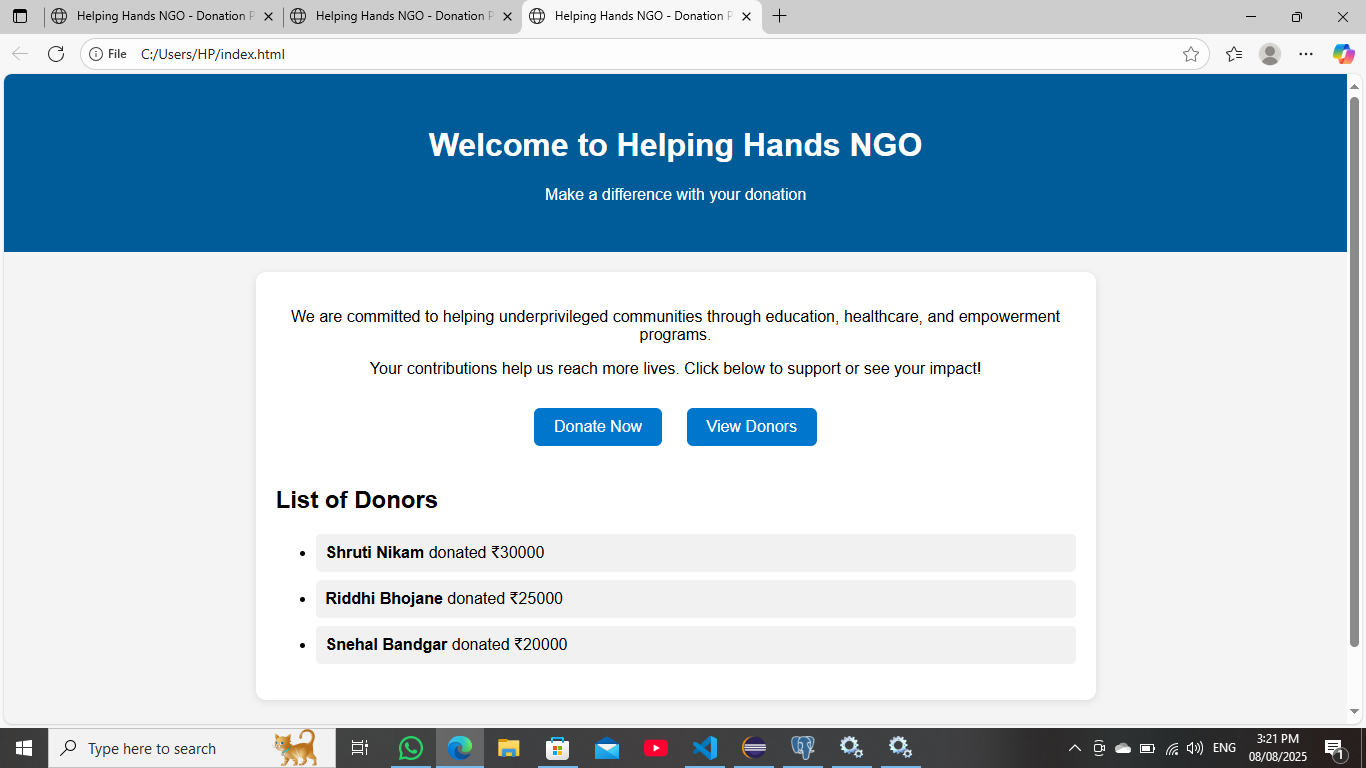 Helping Hands NGO - Donation P
Helping Hands NGO - Donation P
Helping Hands NGO - Donation P
File C:/Users/HP/index.html
Welcome to Helping Hands NGO
Make a difference with your donation
We are committed to helping underprivileged communities through education, healthcare, and empowerment
programs.
Your contributions help us reach more lives. Click below to support or see your impact!
Donate Now
View Donors
List of Donors
Shruti Nikam donated ₹30000
Riddhi Bhojane donated ₹25000
Snehal Bandgar donated ₹20000
Type here to search
ENG
3:21 PM
08/08/2025
1